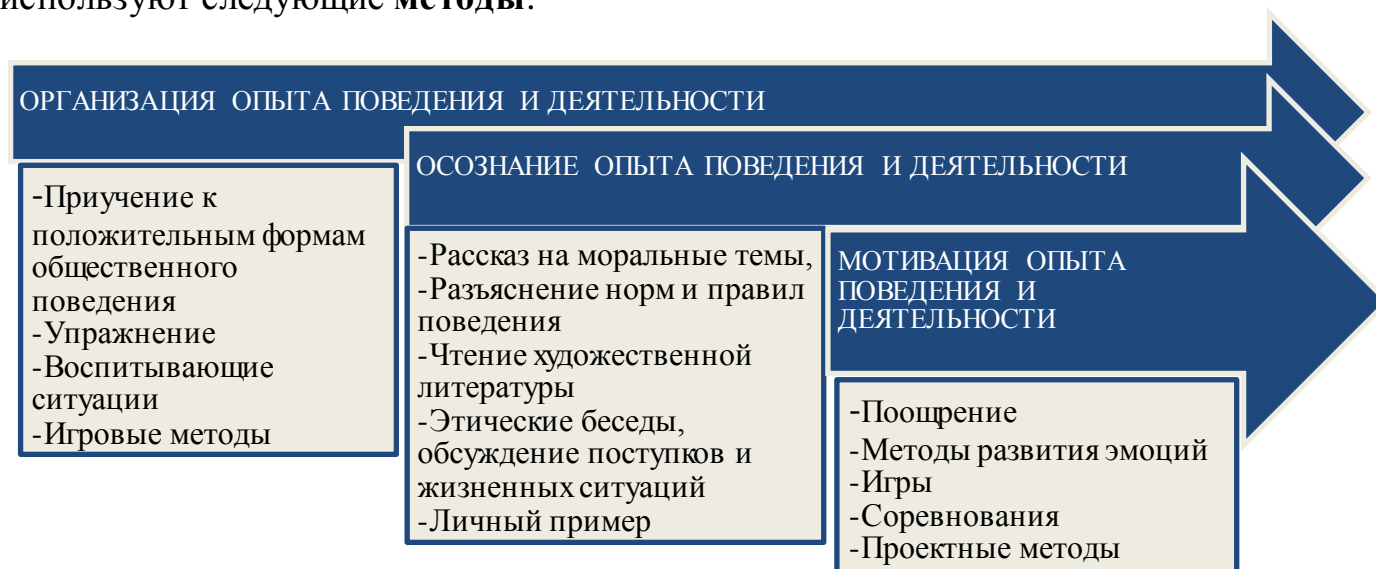 используют следующие методы:
ОРГАНИЗАЦИЯ ОПЫТА ПОВЕДЕНИЯ И ДЕЯТЕЛЬНОСТИ
-Приучение к
положительным формам
общественного
поведения
-Упражнение
-Воспитывающие
ситуации
-Игровые методы
ОСОЗНАНИЕ ОПЫТА ПОВЕДЕНИЯ И ДЕЯТЕЛЬНОСТИ
-Рассказ на моральные темы,
-Разъяснение норм и правил
поведения
-Чтение художественной
литературы
-Этические беседы,
обсуждение поступков и
жизненных ситуаций
-Личный пример
МОТИВАЦИЯ ОПЫТА
ПОВЕДЕНИЯ И
ДЕЯТЕЛЬНОСТИ
-Поощрение
-Методы развития эмоций
-Игры
-Соревнования
-Проектные методы